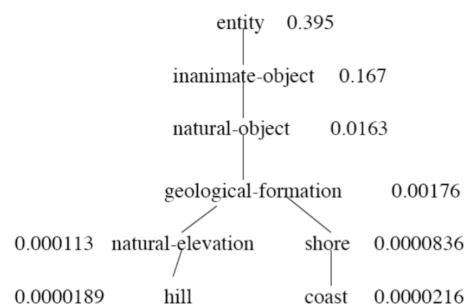 entity 0.395
inanimate-object 0.167
natural-object 0.0163
geological-formation 0.00176
0.000113 natural-elevation shore 0.0000836
0.0000189 hill coast 0.0000216